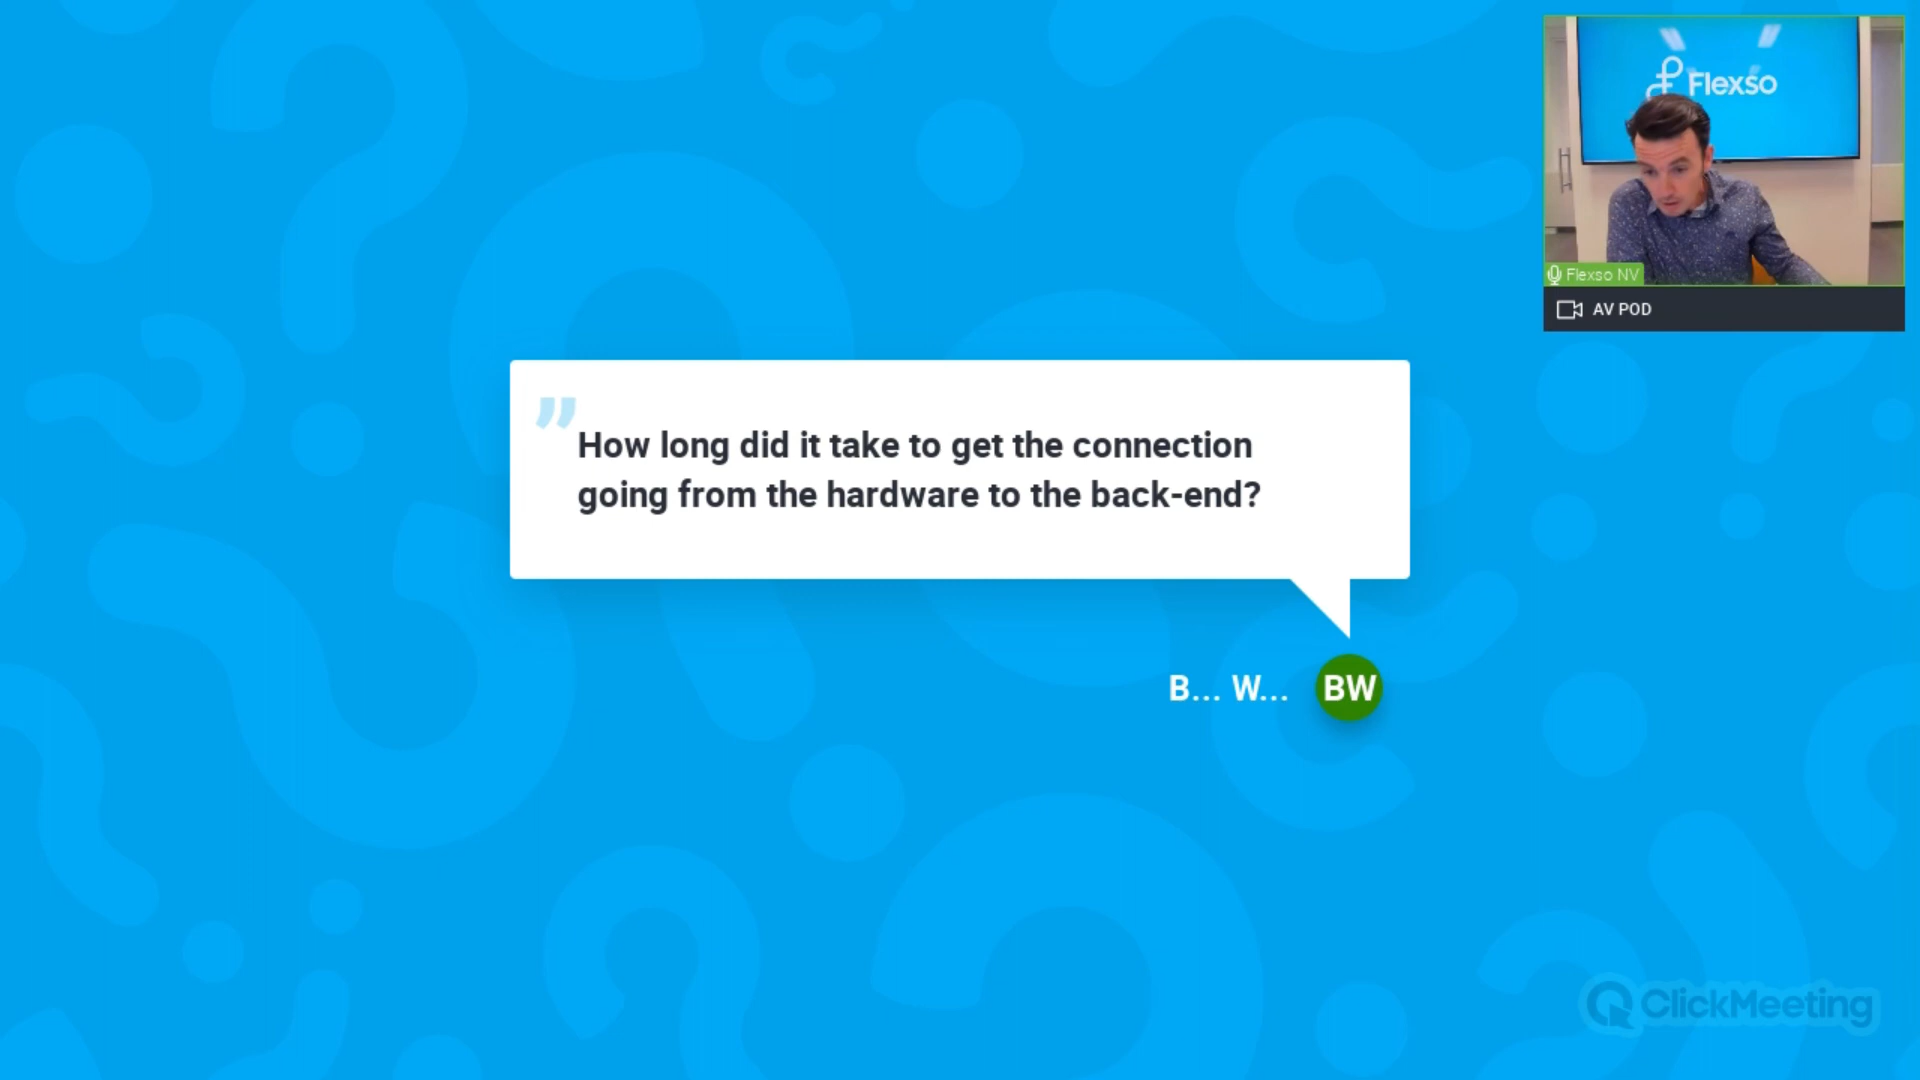 Flexso
Flexso NV
AV POD
”
How long did it take to get the connection
going from the hardware to the back-end?
B... W...
BW
ClickMeeting